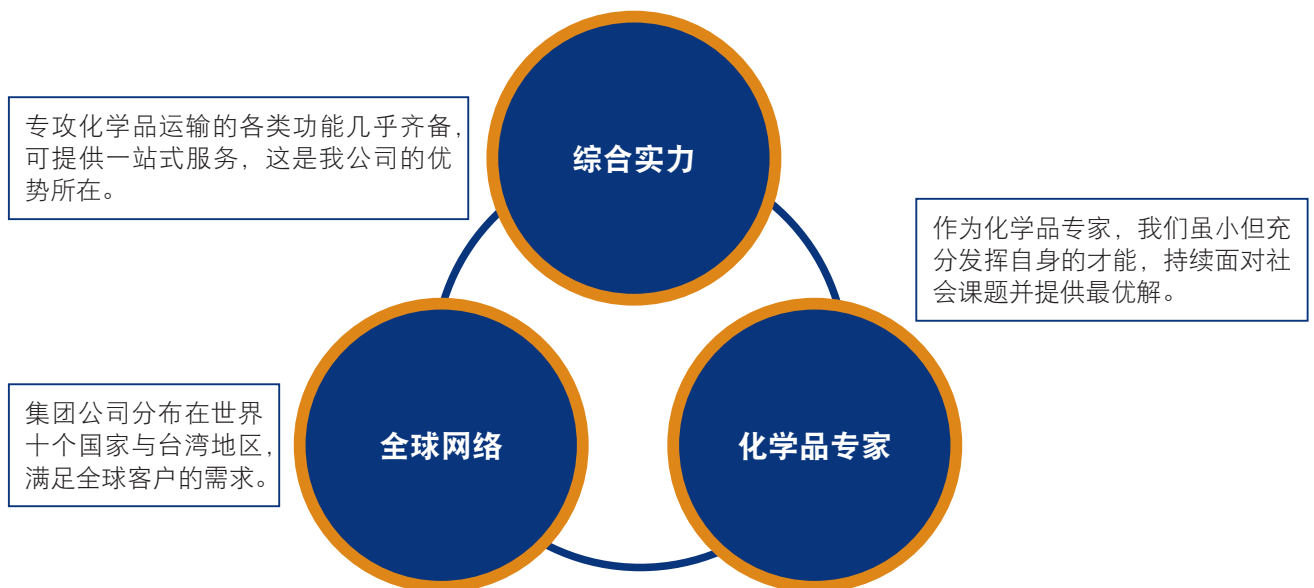 专攻化学品运输的各类功能几乎齐备，
可提供一站式服务，这是我公司的优
势所在。
综合实力
作为化学品专家，我们虽小但充
分发挥自身的才能，持续面对社
会课题并提供最优解。
集团公司分布在世界
十个国家与台湾地区，
满足全球客户的需求。
全球网络
化学品专家